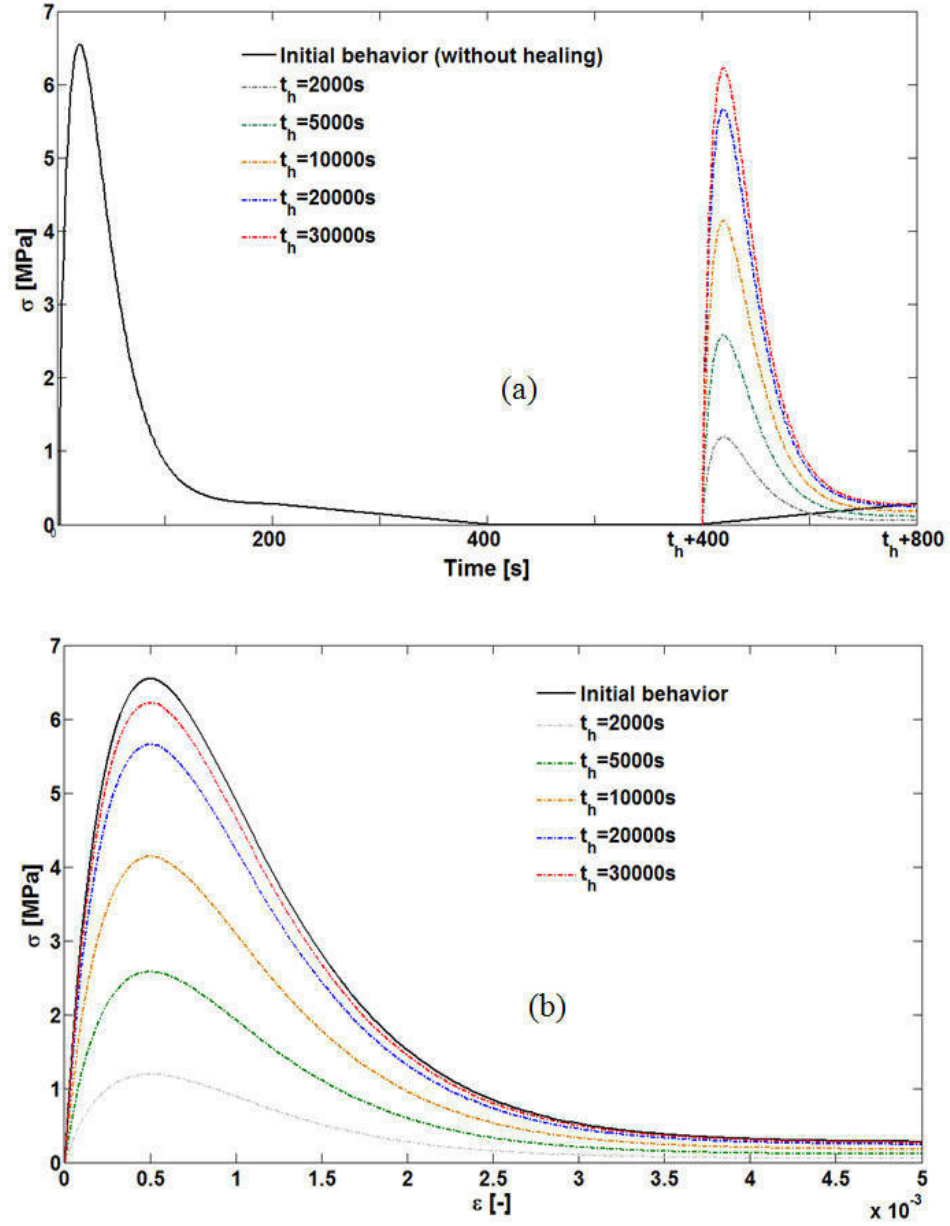 7
6
5
4
3
2
1
0
σ [MPa]
Initial behavior (without healing)
t_h=2000s
t_h=5000s
t_h=10000s
t_h=20000s
t_h=30000s
(a)
0 200 400 t_h+400 t_h+800
Time [s]
7
6
5
4
3
2
1
0
σ [MPa]
Initial behavior
t_h=2000s
t_h=5000s
t_h=10000s
t_h=20000s
t_h=30000s
(b)
0 0.5 1 1.5 2 2.5 3 3.5 4 4.5 5
ε [-]
x 10⁻³